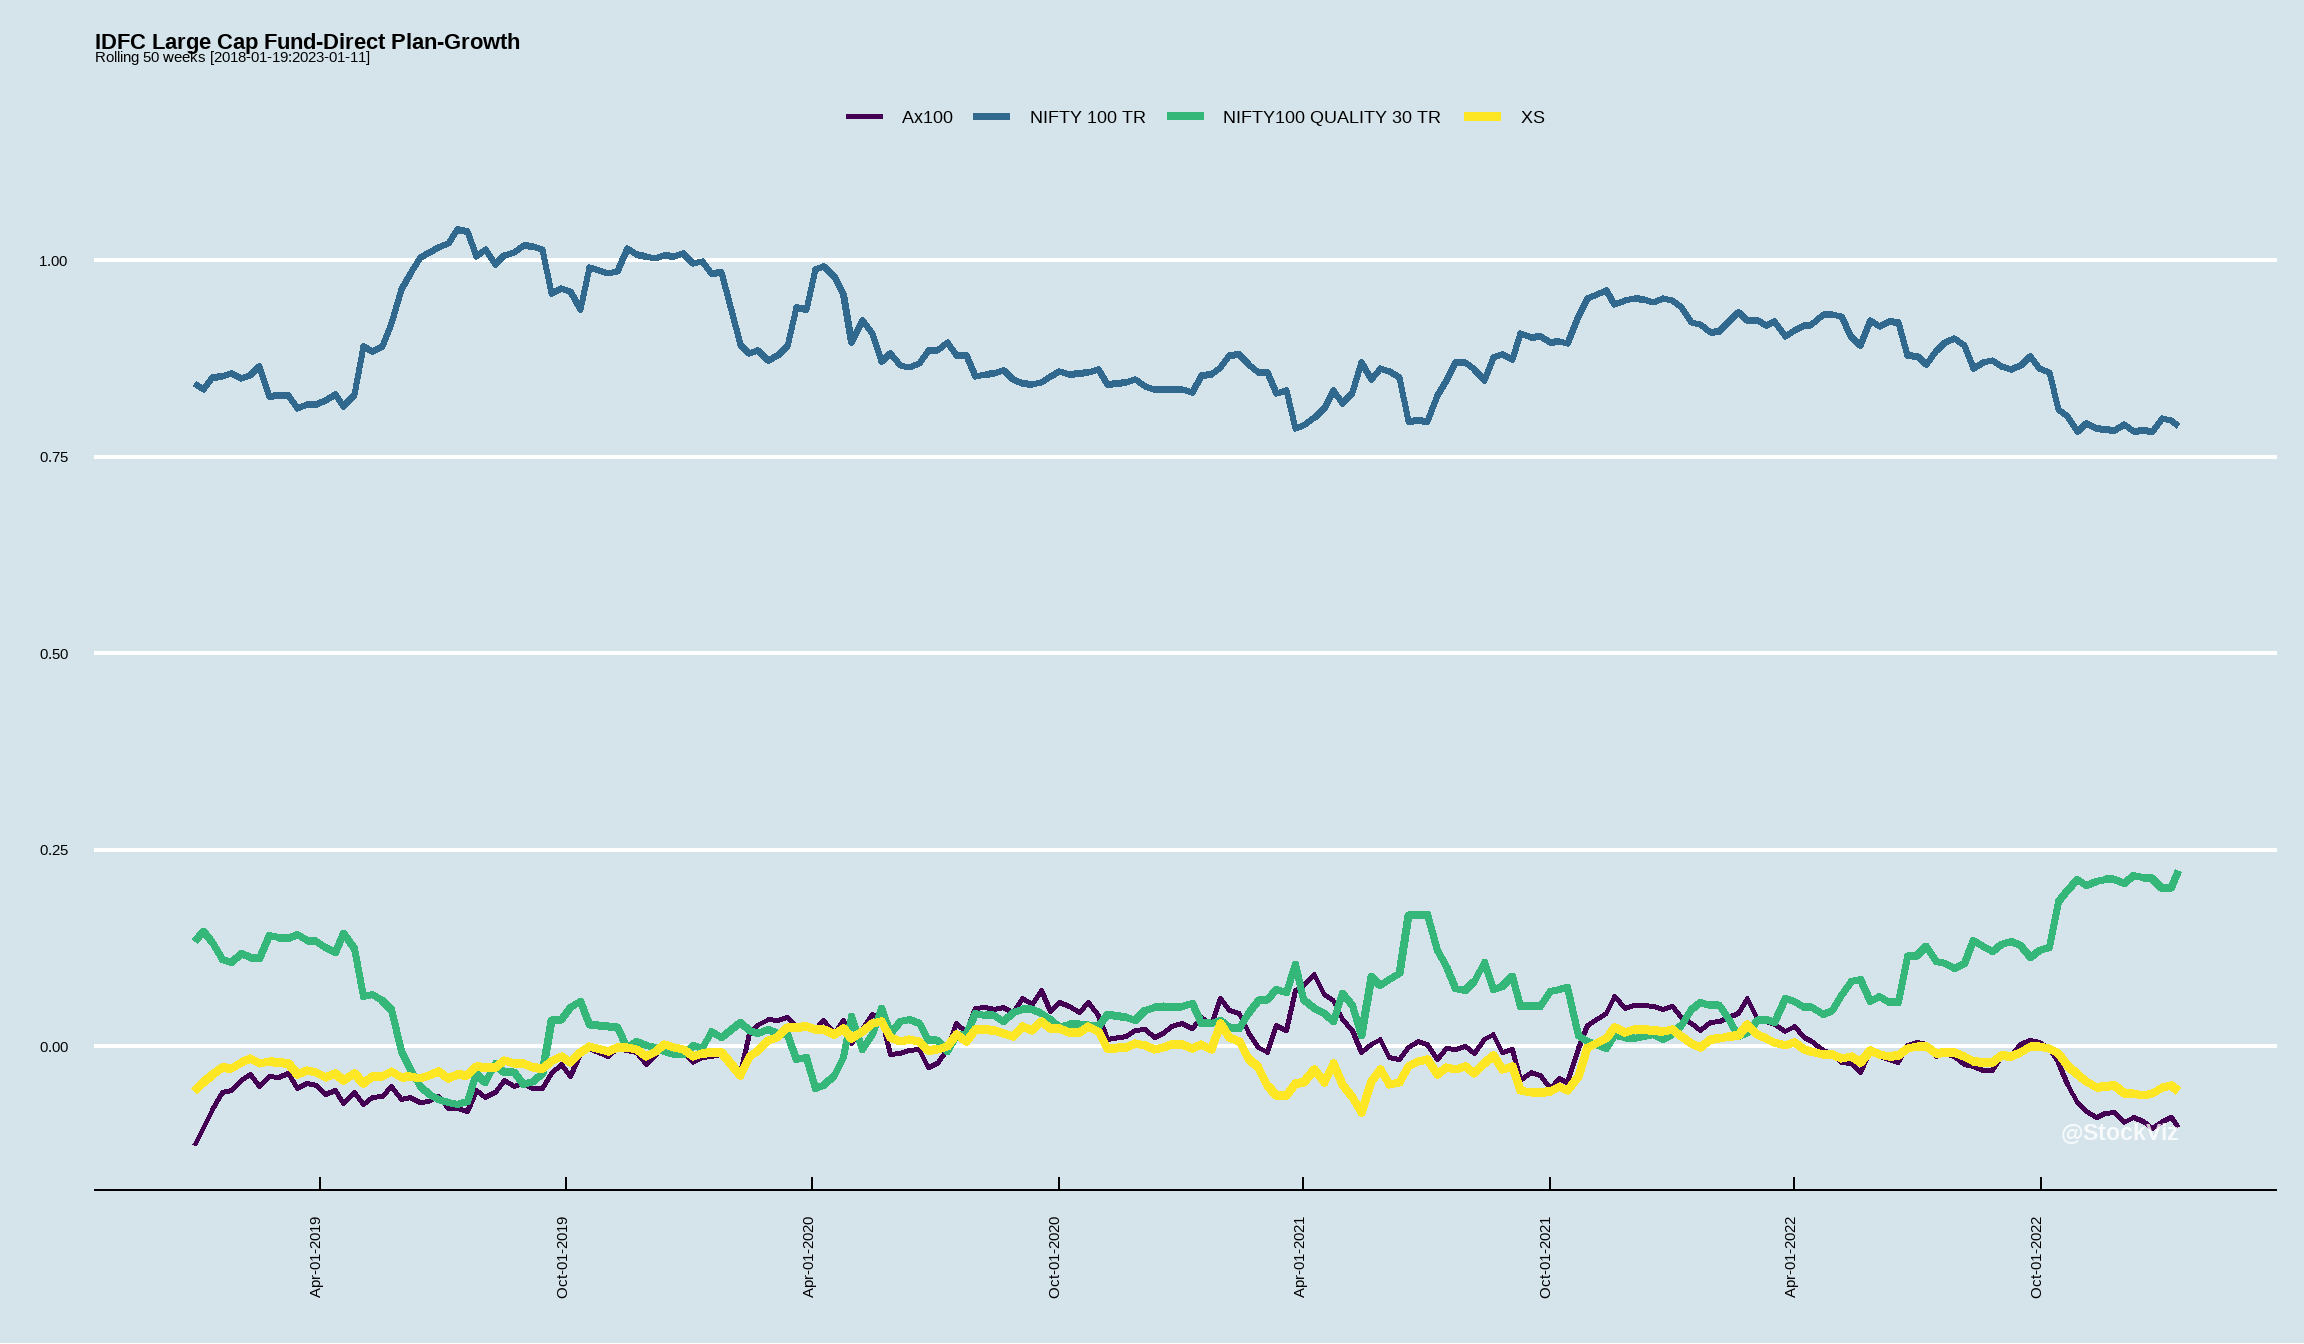 IDFC Large Cap Fund-Direct Plan-Growth
Rolling 50 weeks [2018-01-19:2023-01-11]
Ax100 NIFTY 100 TR NIFTY100 QUALITY 30 TR XS
1.00
0.75
0.50
0.25
0.00
@StockViz
Apr-01-2019 Oct-01-2019 Apr-01-2020 Oct-01-2020 Apr-01-2021 Oct-01-2021 Apr-01-2022 Oct-01-2022